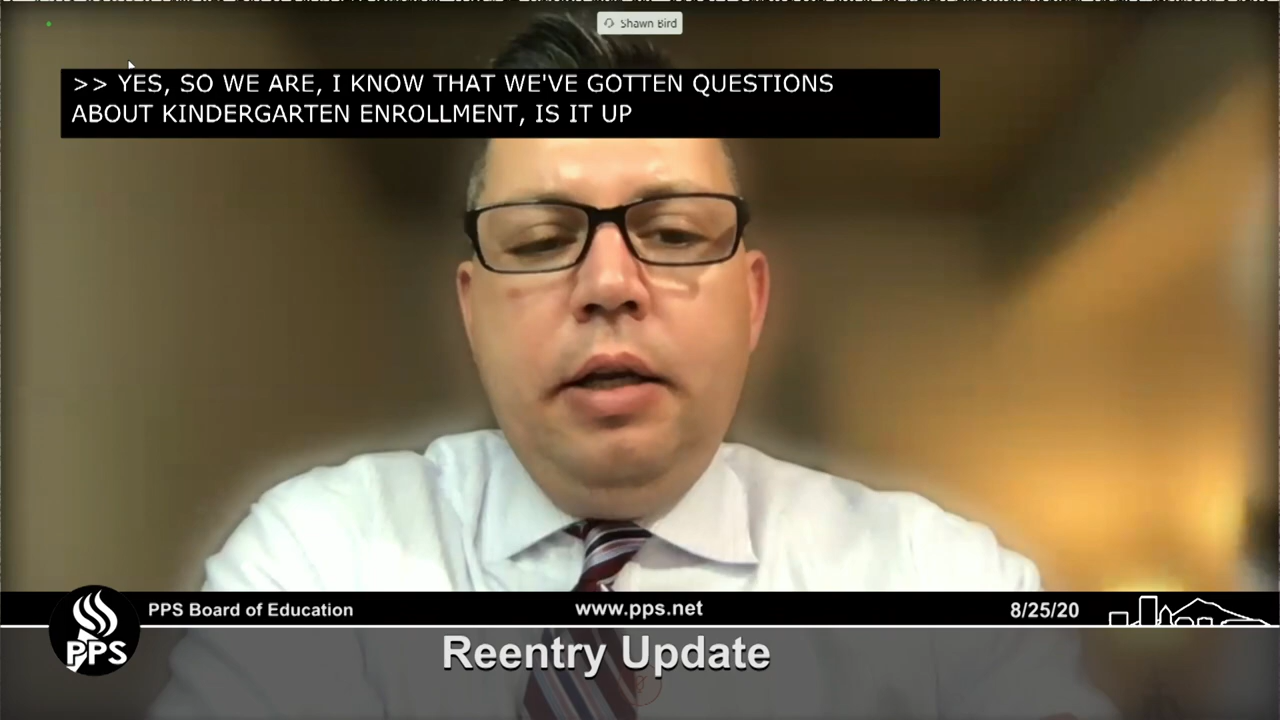 Shawn Bird
>> YES, SO WE ARE, I KNOW THAT WE'VE GOTTEN QUESTIONS
ABOUT KINDERGARTEN ENROLLMENT, IS IT UP
PPS Board of Education
www.pps.net
8/25/20
PPS
Reentry Update